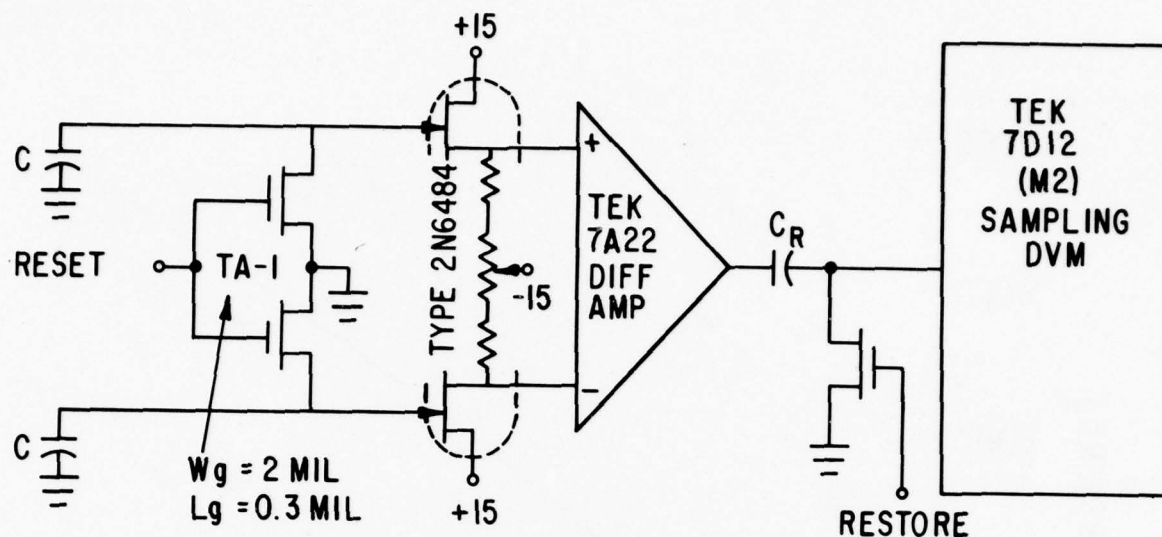 +15
C
RESET
TA-1
Wg = 2 MIL
Lg = 0.3 MIL
TYPE 2N6484
+15
-15
+
TEK
7A22
DIFF
AMP
-
CR
RESTORE
TEK
7D12
(M2)
SAMPLING
DVM
C